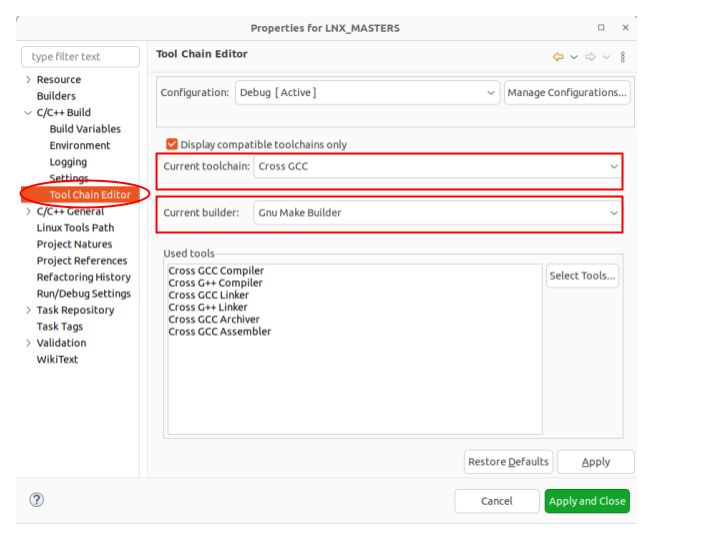 Properties for LNX_MASTERS
type filter text
Resource
Builders
C/C++ Build
Build Variables
Environment
Logging
Settings
Tool Chain Editor
C/C++ General
Linux Tools Path
Project Natures
Project References
Refactoring History
Run/Debug Settings
Task Repository
Task Tags
Validation
WikiText
Tool Chain Editor
Configuration: Debug [ Active ] Manage Configurations...
Display compatible toolchains only
Current toolchain: Cross GCC
Current builder: Gnu Make Builder
Used tools
Cross GCC Compiler
Cross G++ Compiler
Cross GCC Linker
Cross G++ Linker
Cross GCC Archiver
Cross GCC Assembler
Select Tools...
Restore Defaults Apply
Cancel Apply and Close